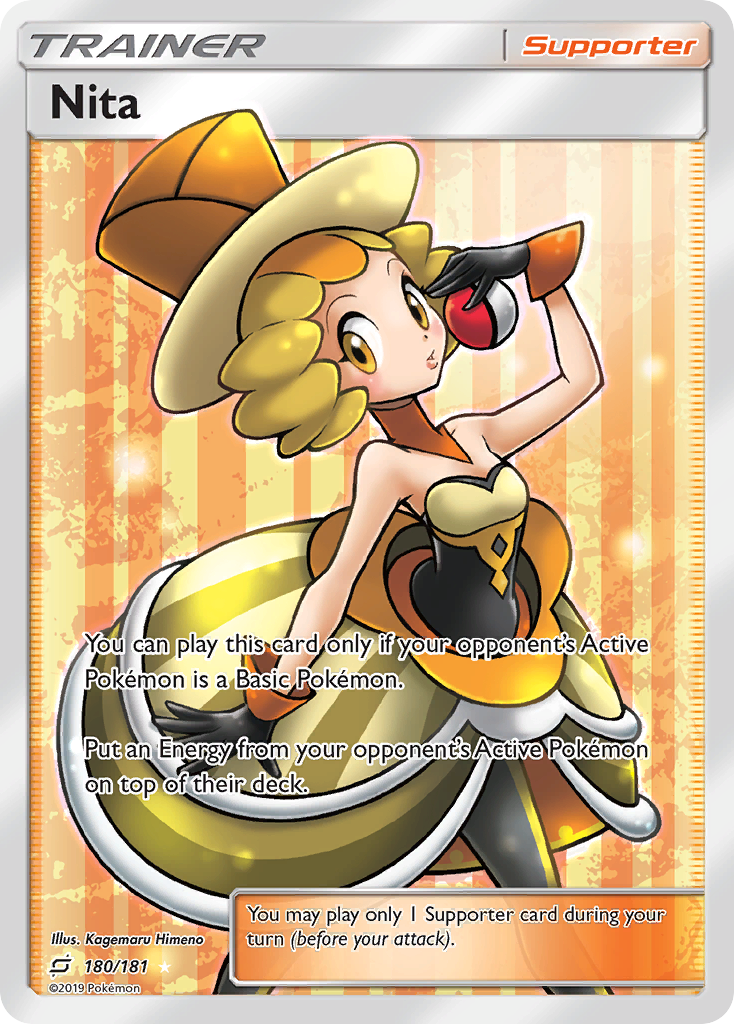 TRAINER
Supporter
Nita
You can play this card only if your opponent's Active
Pokémon is a Basic Pokémon.
Put an Energy from your opponent's Active Pokémon
on top of their deck.
You may play only 1 Supporter card during your
turn (before your attack).
Illus. Kagemaru Himeno
180/181
©2019 Pokémon